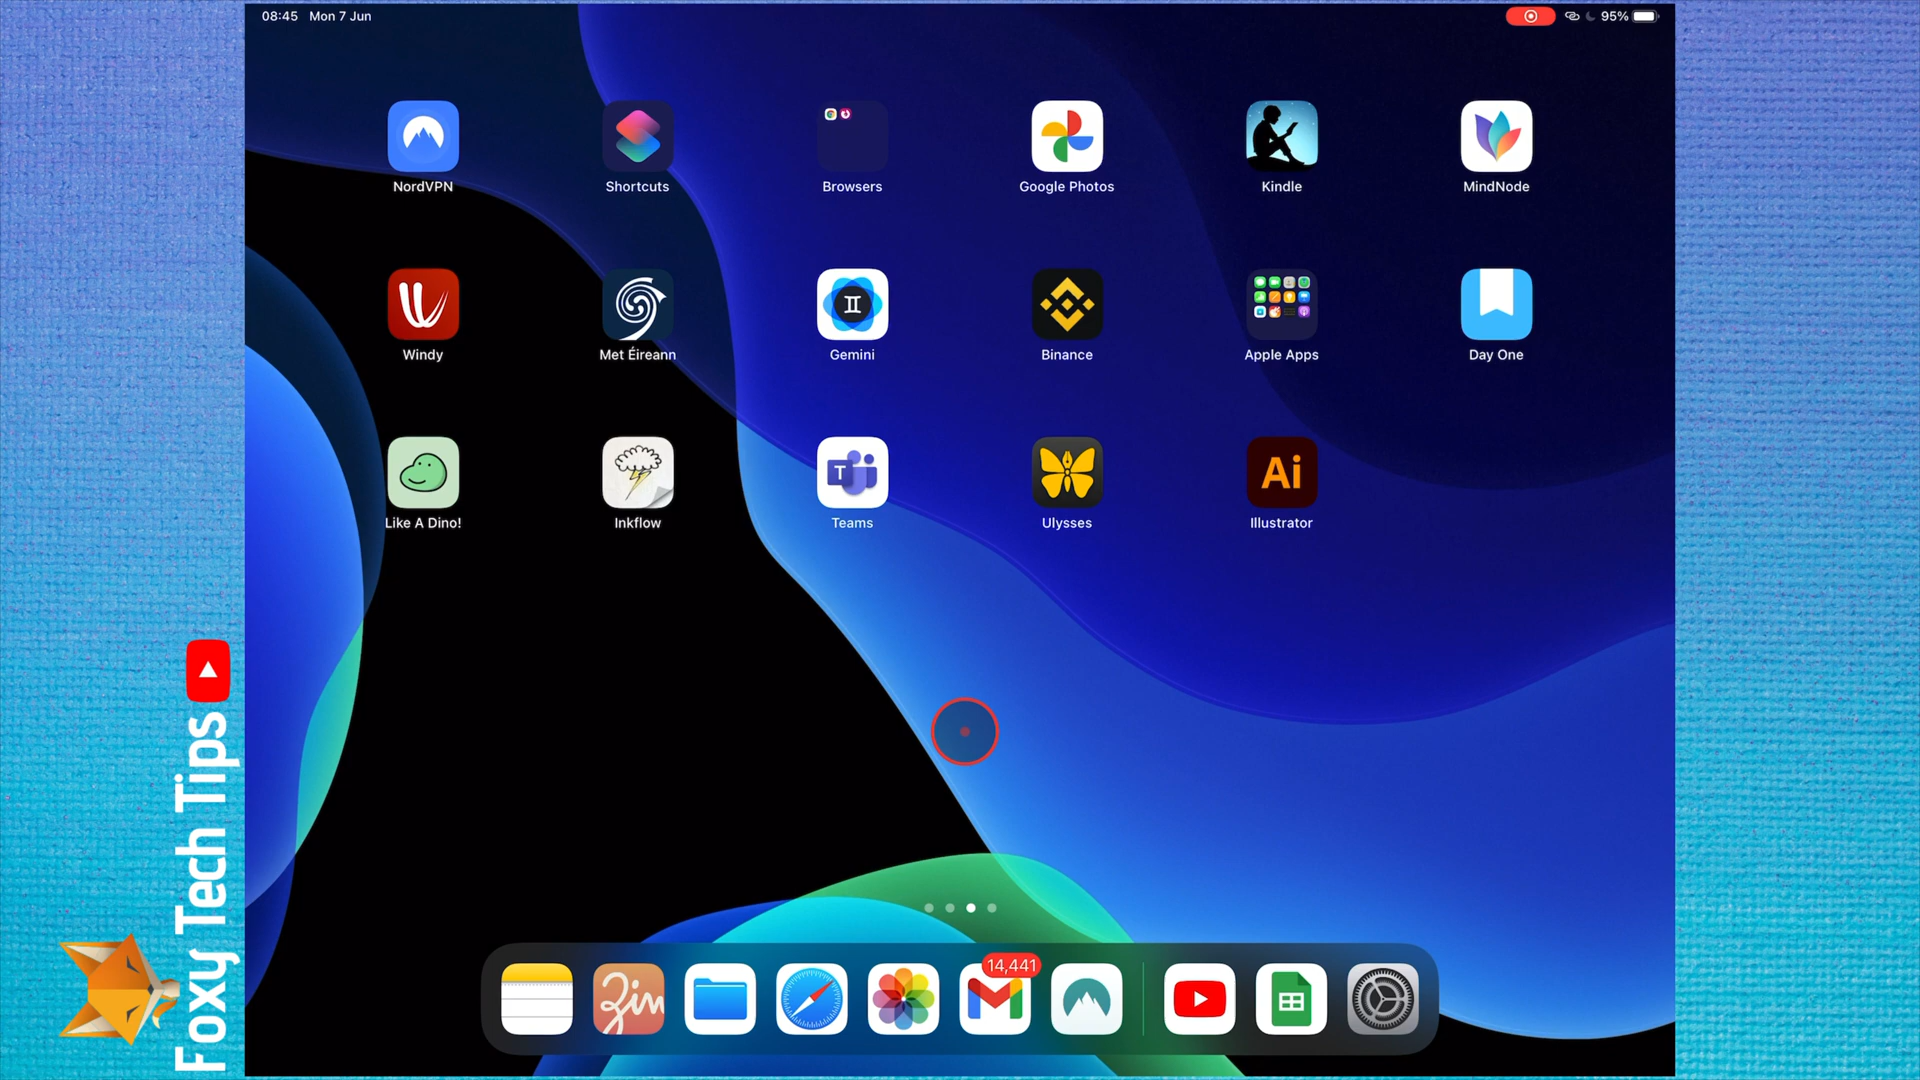 08:45 Mon 7 Jun
95%
NordVPN
Shortcuts
Browsers
Google Photos
Kindle
MindNode
Windy
Met Éireann
Gemini
Binance
Apple Apps
Day One
Like A Dino!
Inkflow
T
Teams
Ulysses
Ai
Illustrator
14,441
Zin
Foxy Tech Tips